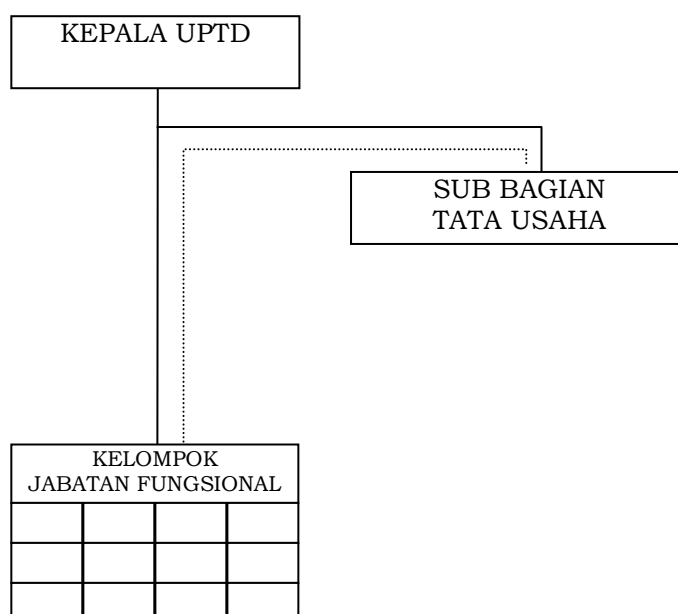 KEPALA UPTD
SUB BAGIAN
TATA USAHA
KELOMPOK
JABATAN FUNGSIONAL